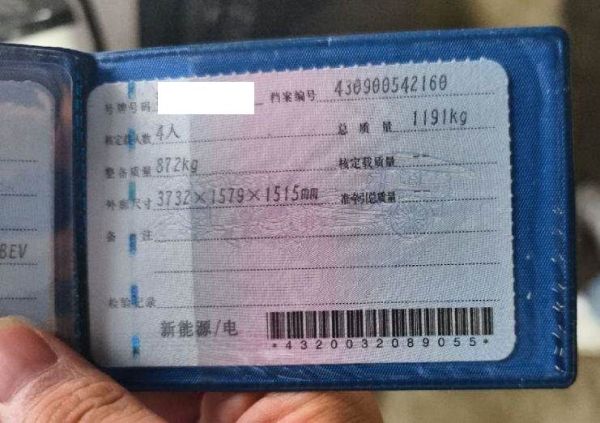 号牌号码 档案编号 430900542160
核定载人数 4人 总质量 1191kg
整备质量 872kg 核定载质量 --
外廓尺寸 3732×1579×1515mm 准牵引总质量 --
备注
BEV
检验记录
新能源/电
*4320032089055*